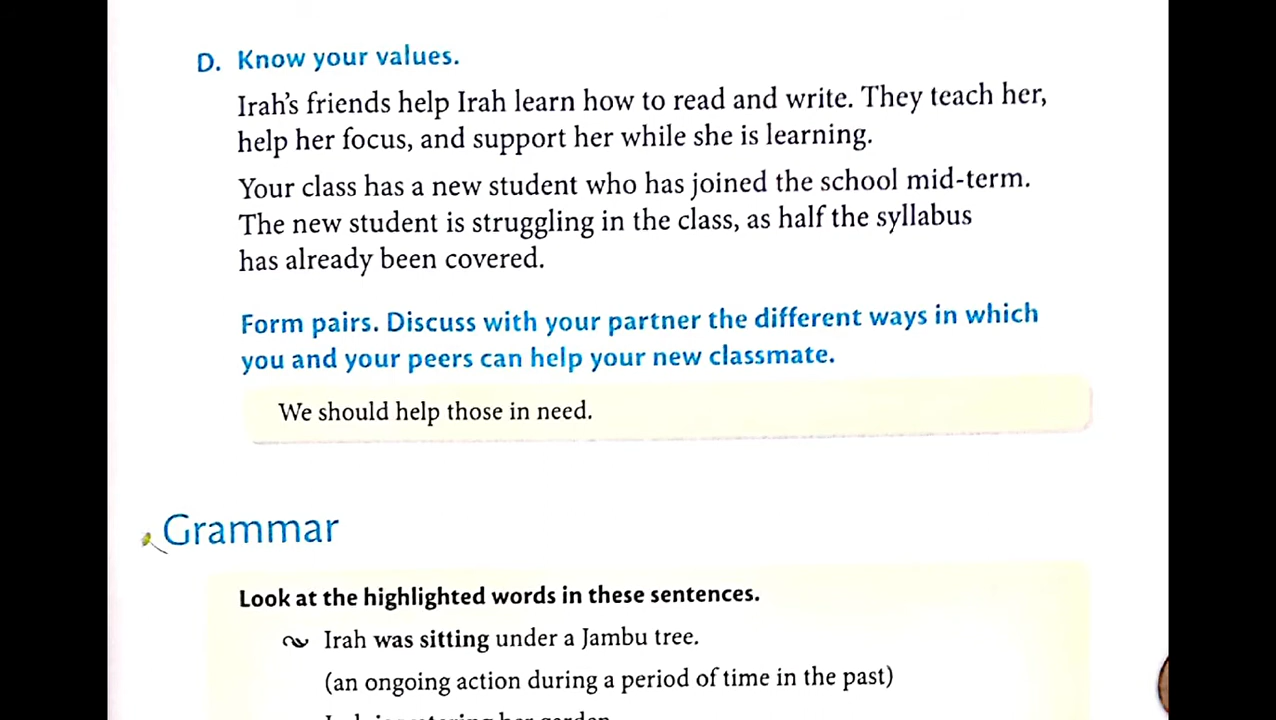 D. Know your values.
Irah's friends help Irah learn how to read and write. They teach her,
help her focus, and support her while she is learning.
Your class has a new student who has joined the school mid-term.
The new student is struggling in the class, as half the syllabus
has already been covered.
Form pairs. Discuss with your partner the different ways in which
you and your peers can help your new classmate.
We should help those in need.
Grammar
Look at the highlighted words in these sentences.
Irah was sitting under a Jambu tree.
(an ongoing action during a period of time in the past)